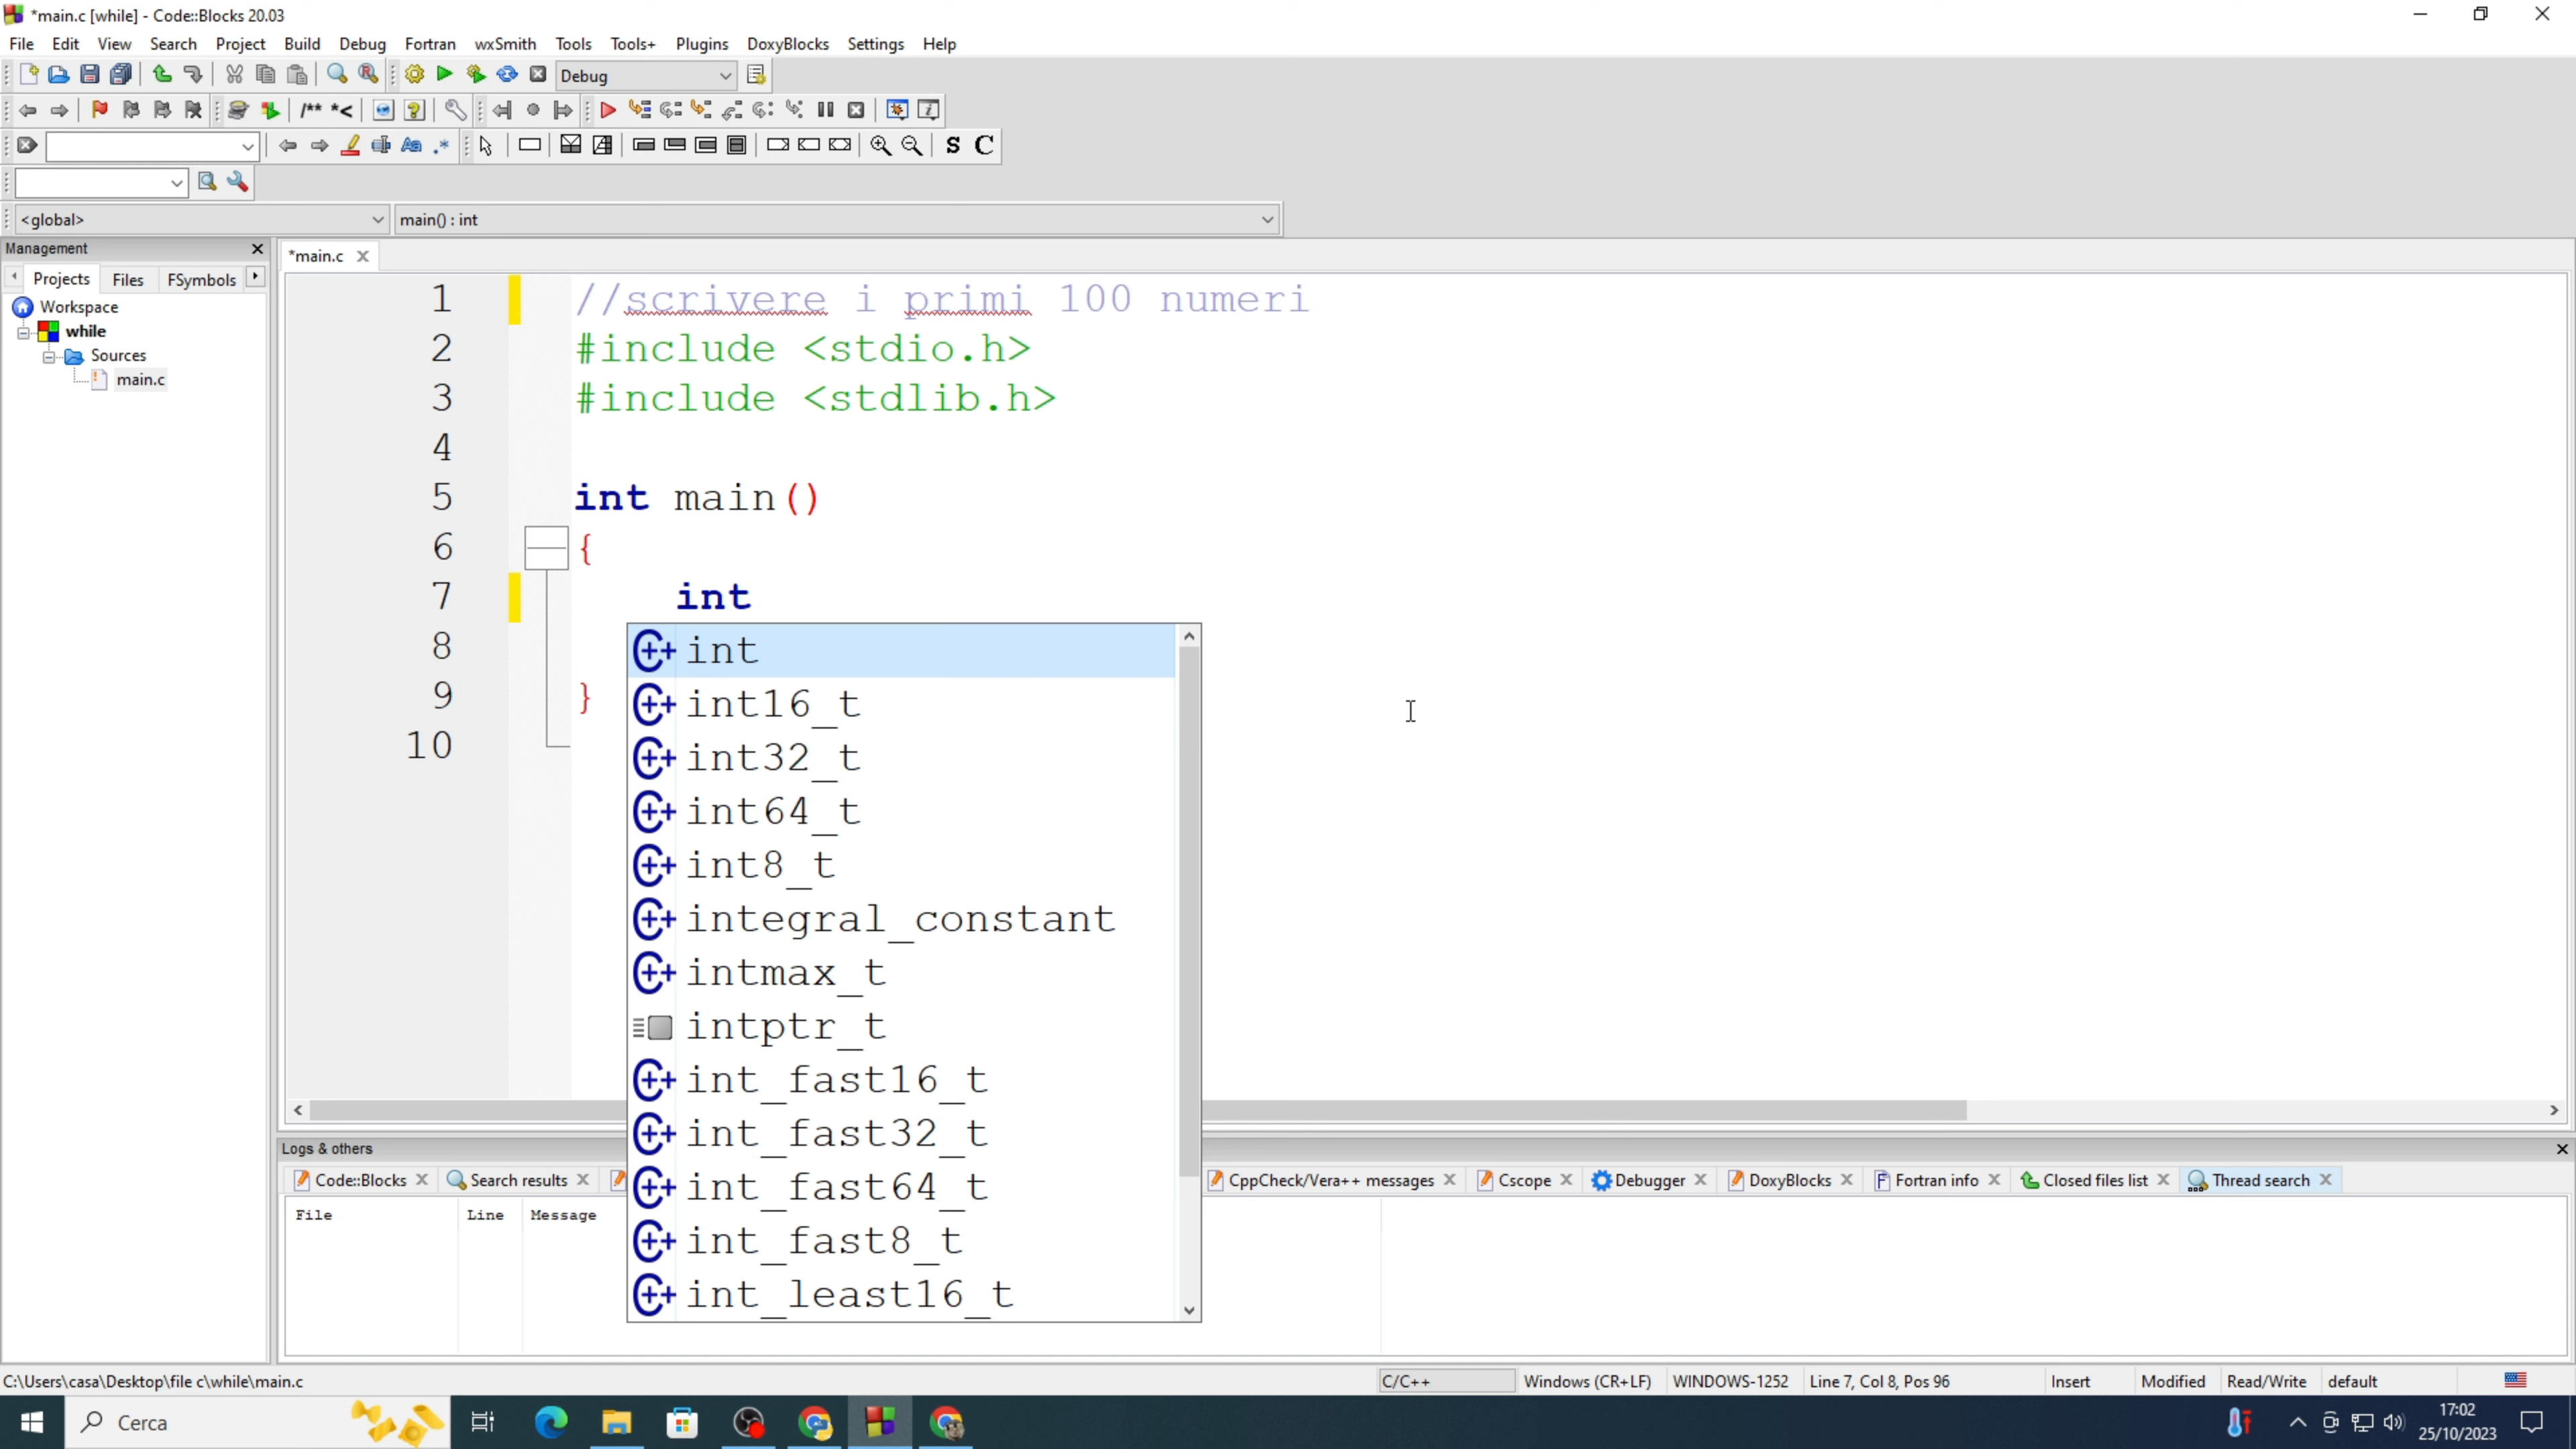 *main.c [while] - Code::Blocks 20.03
File Edit View Search Project Build Debug Fortran wxSmith Tools Tools+ Plugins DoxyBlocks Settings Help
Debug
/** *<
Aa .*
S C
<global> main() : int
Management
*main.c
Projects Files FSymbols
Workspace
while
Sources
main.c
1 //scrivere i primi 100 numeri
2 #include <stdio.h>
3 #include <stdlib.h>
4
5 int main()
6 {
7 int
8
9 }
10
int
int16_t
int32_t
int64_t
int8_t
integral_constant
intmax_t
intptr_t
int_fast16_t
int_fast32_t
int_fast64_t
int_fast8_t
int_least16_t
Logs & others
Code::Blocks Search results CppCheck/Vera++ messages Cscope Debugger DoxyBlocks Fortran info Closed files list Thread search
File Line Message
C:\Users\casa\Desktop\file c\while\main.c C/C++ Windows (CR+LF) WINDOWS-1252 Line 7, Col 8, Pos 96 Insert Modified Read/Write default
Cerca
17:02
25/10/2023